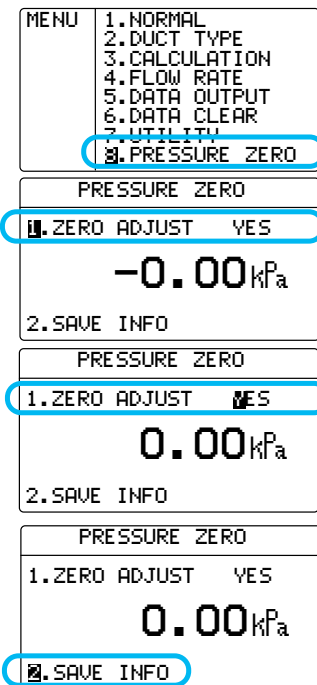 MENU 1.NORMAL
2.DUCT TYPE
3.CALCULATION
4.FLOW RATE
5.DATA OUTPUT
6.DATA CLEAR
7.UTILITY
8.PRESSURE ZERO
PRESSURE ZERO
1.ZERO ADJUST YES
-0.00kPa
2.SAVE INFO
PRESSURE ZERO
1.ZERO ADJUST YES
0.00kPa
2.SAVE INFO
PRESSURE ZERO
1.ZERO ADJUST YES
0.00kPa
2.SAVE INFO